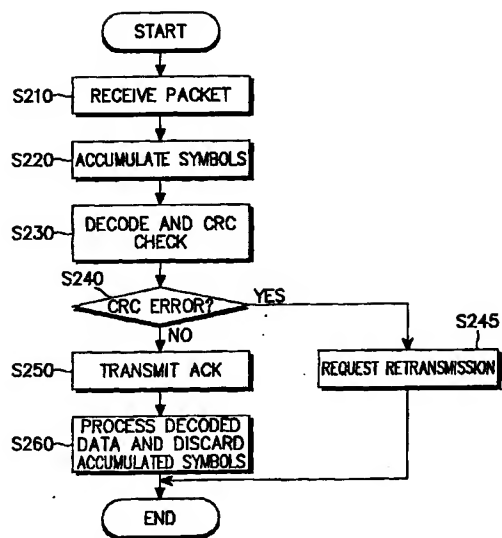 START
S210
RECEIVE PACKET
S220
ACCUMULATE SYMBOLS
S230
DECODE AND CRC
CHECK
S240
CRC ERROR?
YES
NO
S245
REQUEST RETRANSMISSION
S250
TRANSMIT ACK
S260
PROCESS DECODED
DATA AND DISCARD
ACCUMULATED SYMBOLS
END